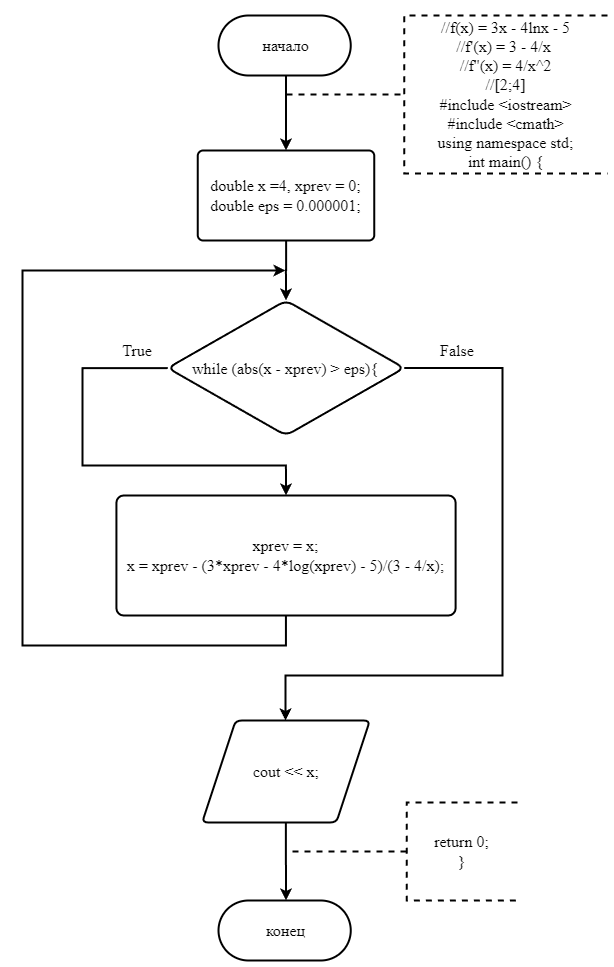 начало
//f(x) = 3x - 4lnx - 5
//f'(x) = 3 - 4/x
//f''(x) = 4/x^2
//[2;4]
#include <iostream>
#include <cmath>
using namespace std;
int main() {
double x =4, xprev = 0;
double eps = 0.000001;
True
False
while (abs(x - xprev) > eps){
xprev = x;
x = xprev - (3*xprev - 4*log(xprev) - 5)/(3 - 4/x);
cout << x;
return 0;
}
конец